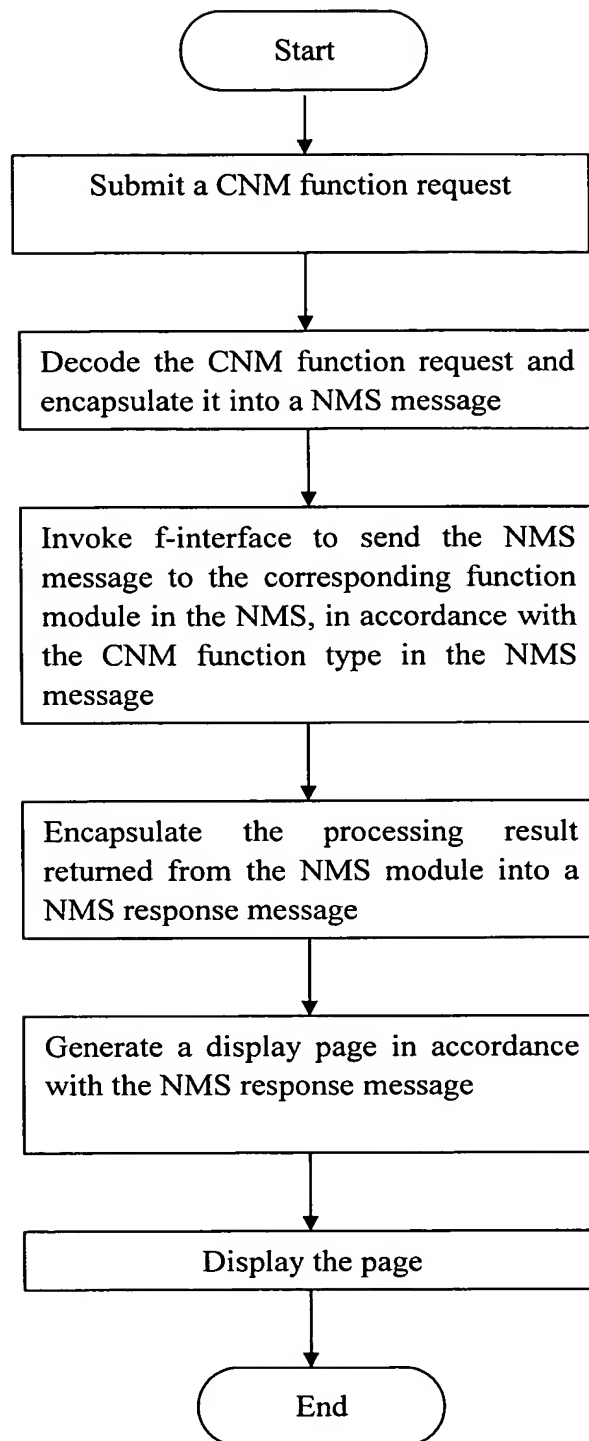 Start
Submit a CNM function request
Decode the CNM function request and
encapsulate it into a NMS message
Invoke f-interface to send the NMS
message to the corresponding function
module in the NMS, in accordance with
the CNM function type in the NMS
message
Encapsulate the processing result
returned from the NMS module into a
NMS response message
Generate a display page in accordance
with the NMS response message
Display the page
End